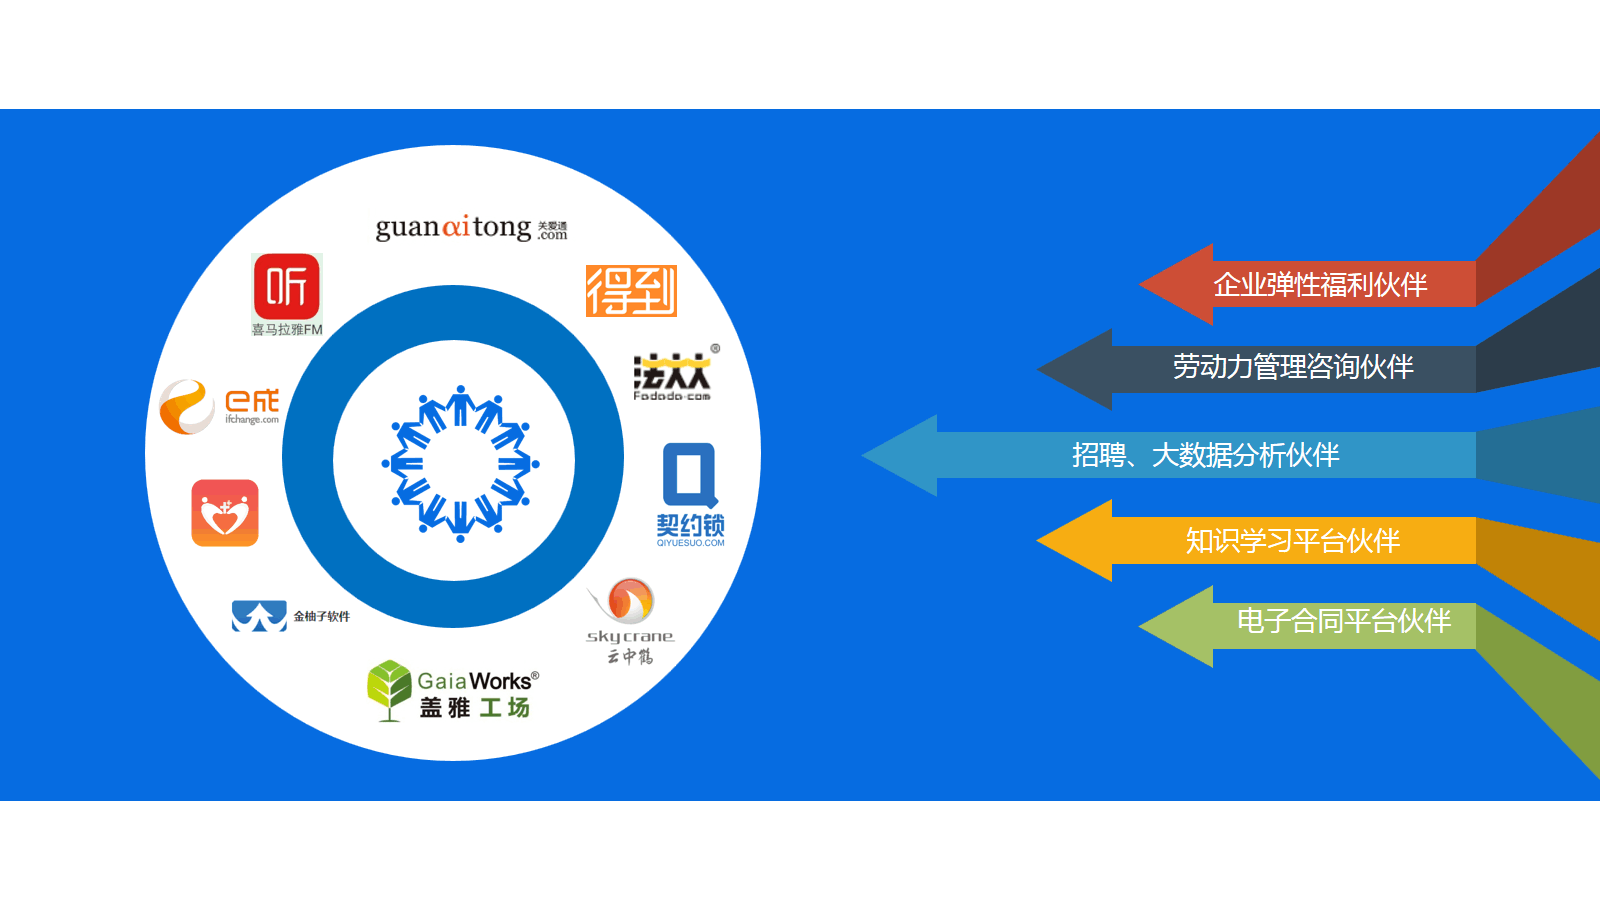 guanaitong 关爱通
.com
听
喜马拉雅FM
得到
法大大®
Fadada.com
e成
ifchange.com
Q
契约锁
QIYUESUO.COM
金柚子软件
skycrane
云中鹤
GaiaWorks®
盖雅工场
企业弹性福利伙伴
劳动力管理咨询伙伴
招聘、大数据分析伙伴
知识学习平台伙伴
电子合同平台伙伴